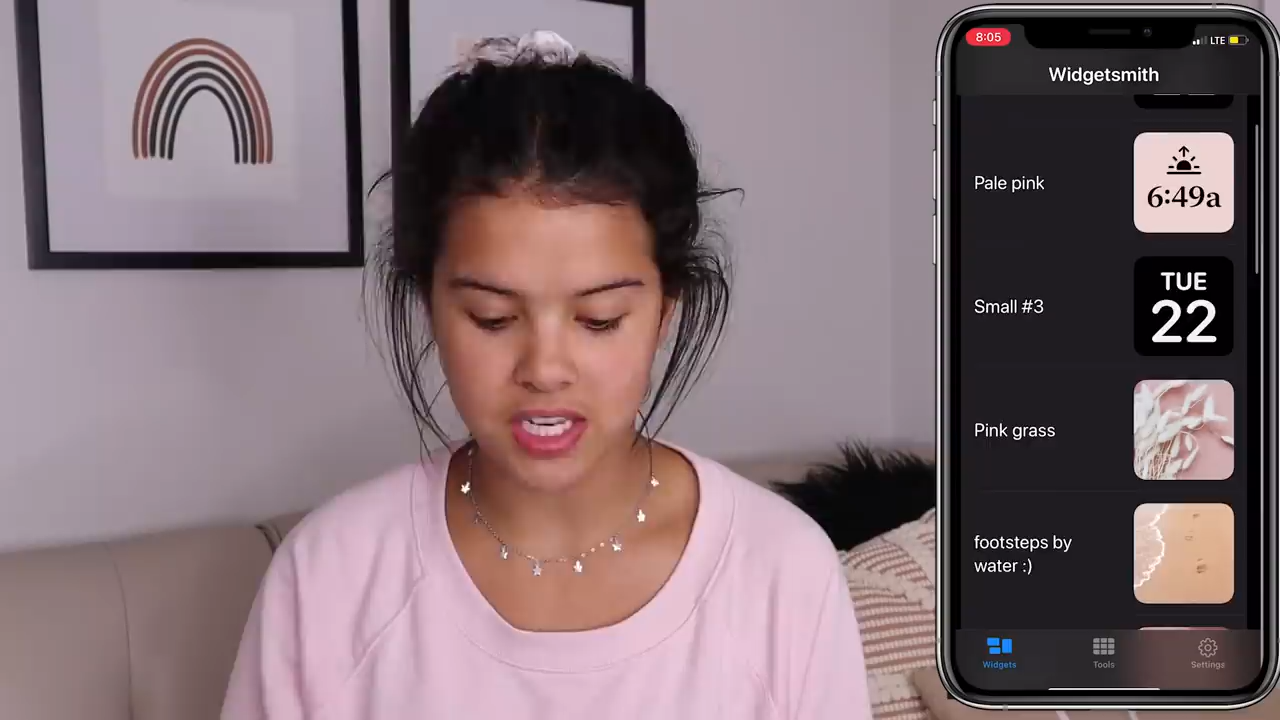 8:05
LTE
Widgetsmith
Pale pink
6:49a
Small #3
TUE
22
Pink grass
footsteps by
water :)
Widgets
Tools
Settings